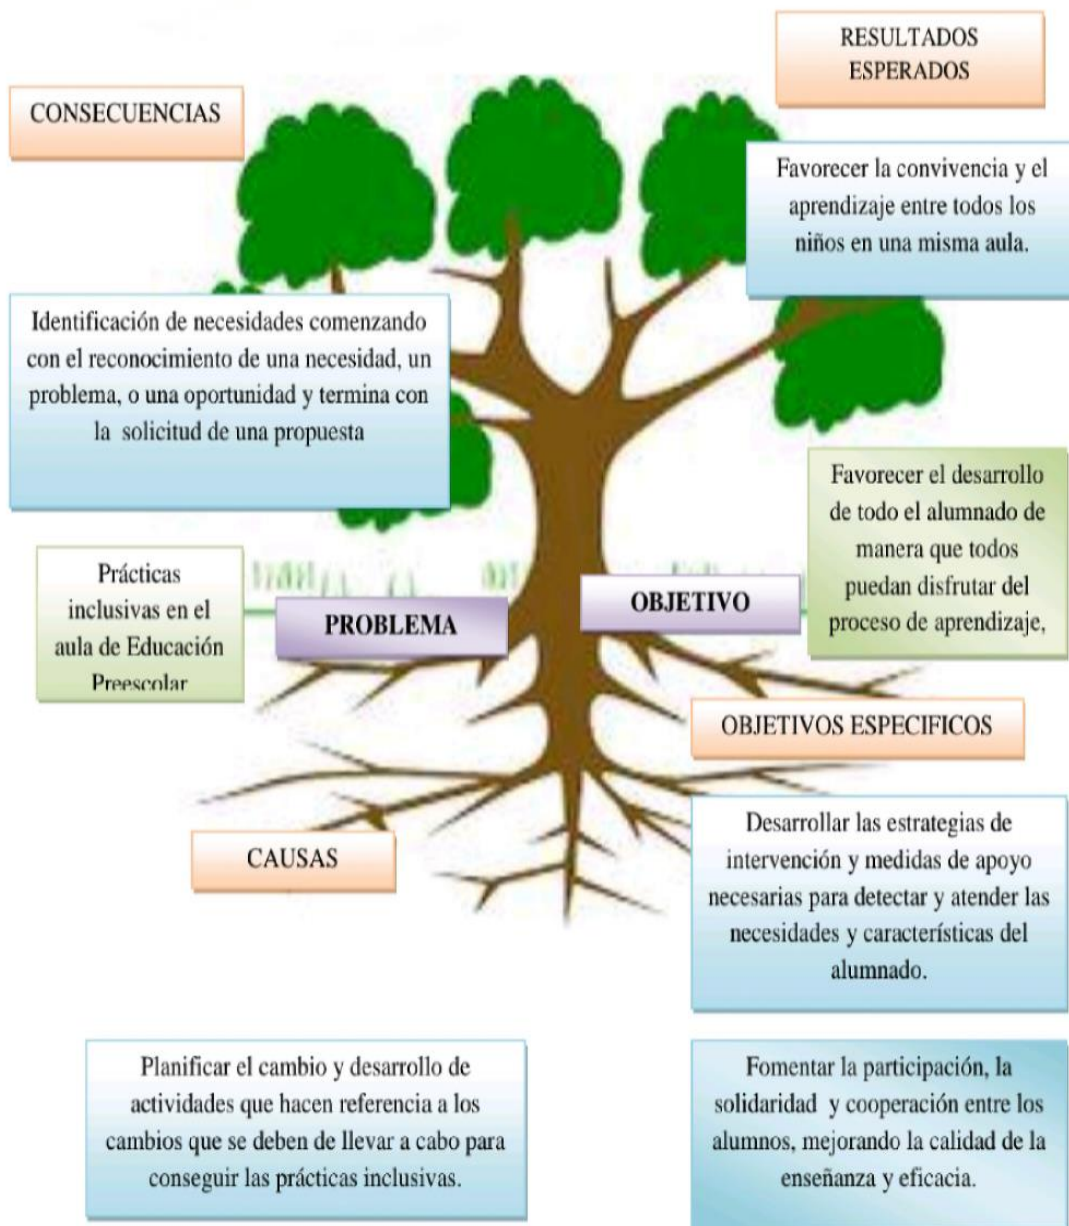 RESULTADOS
ESPERADOS
CONSECUENCIAS
Favorecer la convivencia y el
aprendizaje entre todos los
niños en una misma aula.
Identificación de necesidades comenzando
con el reconocimiento de una necesidad, un
problema, o una oportunidad y termina con
la solicitud de una propuesta
Favorecer el desarrollo
de todo el alumnado de
manera que todos
puedan disfrutar del
proceso de aprendizaje,
Prácticas
inclusivas en el
aula de Educación
Preescolar
PROBLEMA
OBJETIVO
OBJETIVOS ESPECIFICOS
CAUSAS
Desarrollar las estrategias de
intervención y medidas de apoyo
necesarias para detectar y atender las
necesidades y características del
alumnado.
Planificar el cambio y desarrollo de
actividades que hacen referencia a los
cambios que se deben de llevar a cabo para
conseguir las prácticas inclusivas.
Fomentar la participación, la
solidaridad y cooperación entre los
alumnos, mejorando la calidad de la
enseñanza y eficacia.